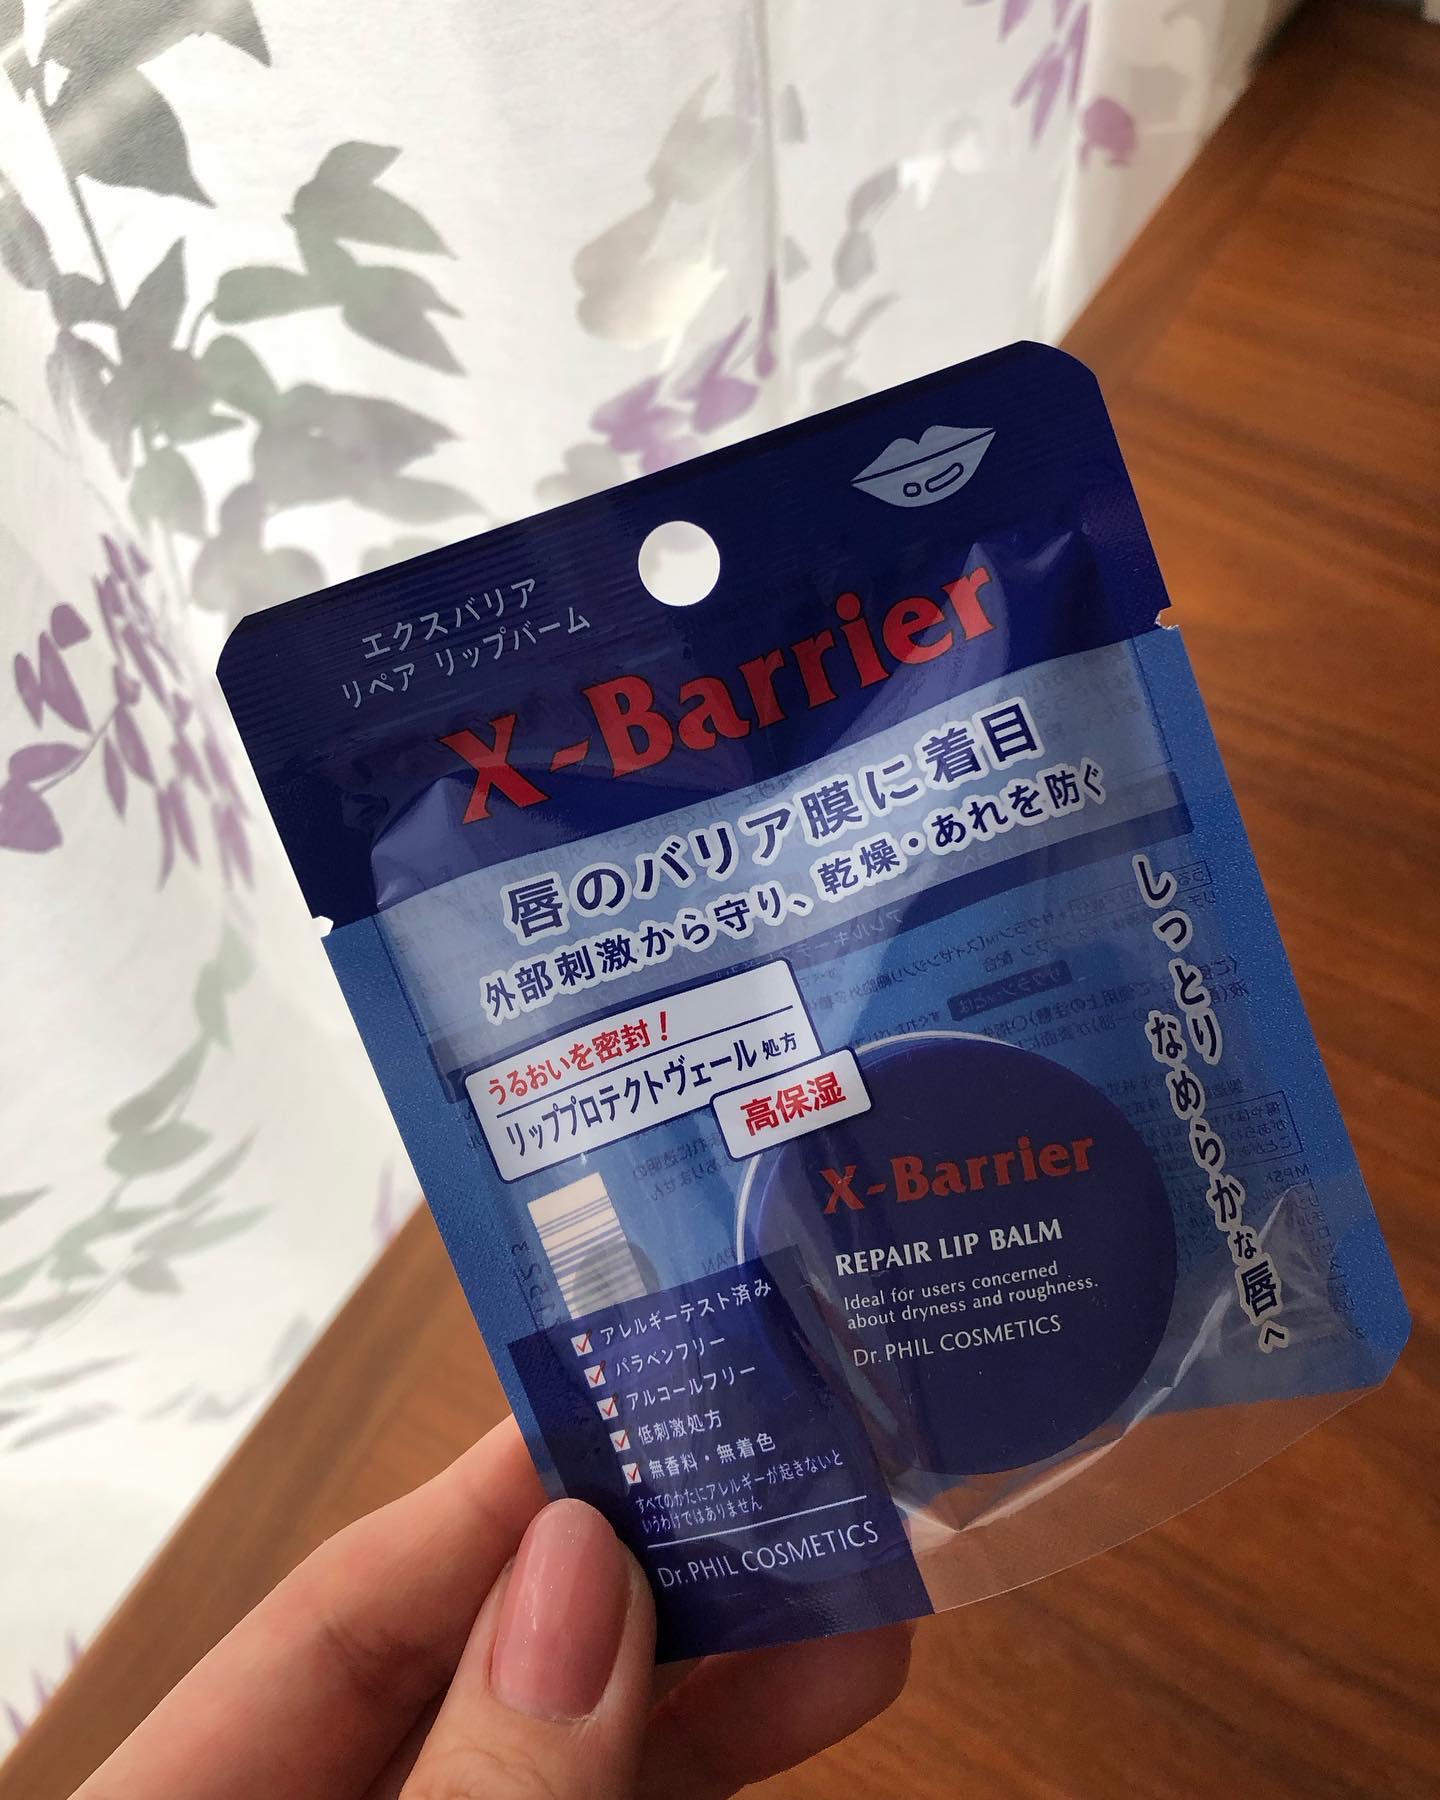 エクスバリア
リペア リップバーム
X-Barrier
唇のバリア膜に着目
外部刺激から守り、乾燥・あれを防ぐ
しっとり
なめらかな唇へ
うるおいを密封！
リッププロテクトヴェール処方
高保湿
X-Barrier
REPAIR LIP BALM
Ideal for users concerned
about dryness and roughness.
Dr.PHIL COSMETICS
アレルギーテスト済み
パラベンフリー
アルコールフリー
低刺激処方
無香料・無着色
すべてのかたにアレルギーが起きないと
いうわけではありません
Dr.PHIL COSMETICS